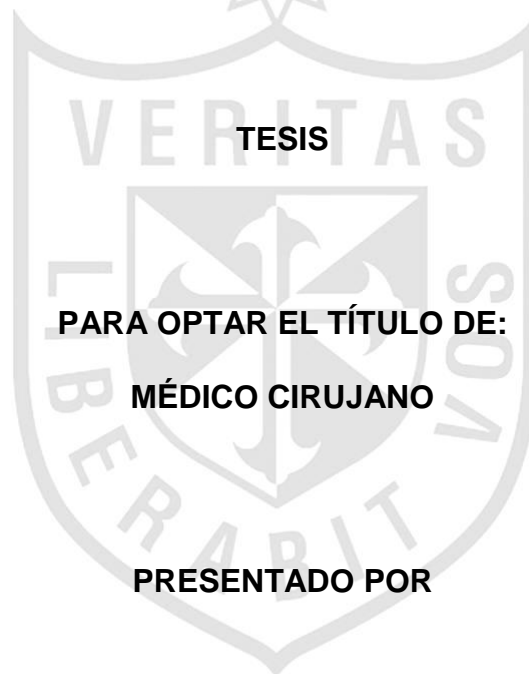 VERITAS
TESIS
LIBERABIT VOS
PARA OPTAR EL TÍTULO DE:
MÉDICO CIRUJANO
PRESENTADO POR